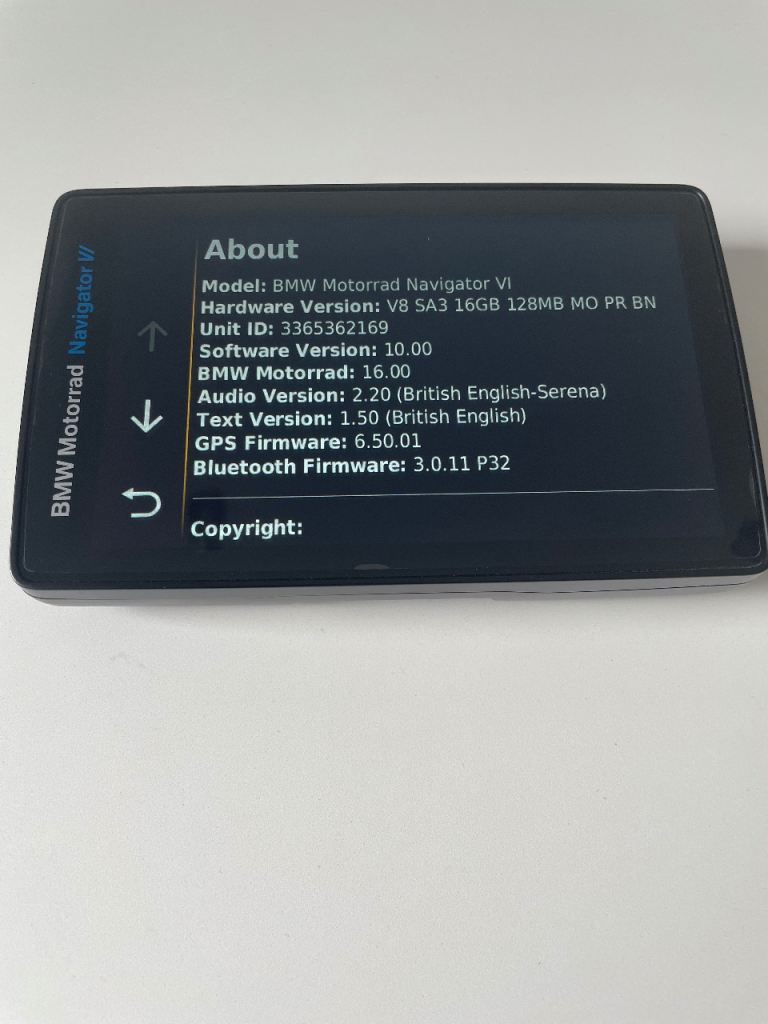 BMW Motorrad Navigator VI
About
Model: BMW Motorrad Navigator VI
Hardware Version: V8 SA3 16GB 128MB MO PR BN
Unit ID: 3365362169
Software Version: 10.00
BMW Motorrad: 16.00
Audio Version: 2.20 (British English-Serena)
Text Version: 1.50 (British English)
GPS Firmware: 6.50.01
Bluetooth Firmware: 3.0.11 P32
Copyright: